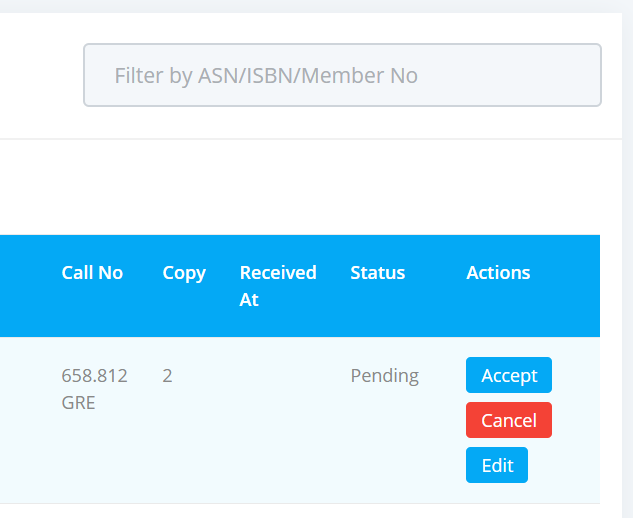 Filter by ASN/ISBN/Member No
Call No Copy Received At Status Actions
658.812 GRE 2 Pending Accept
Cancel
Edit